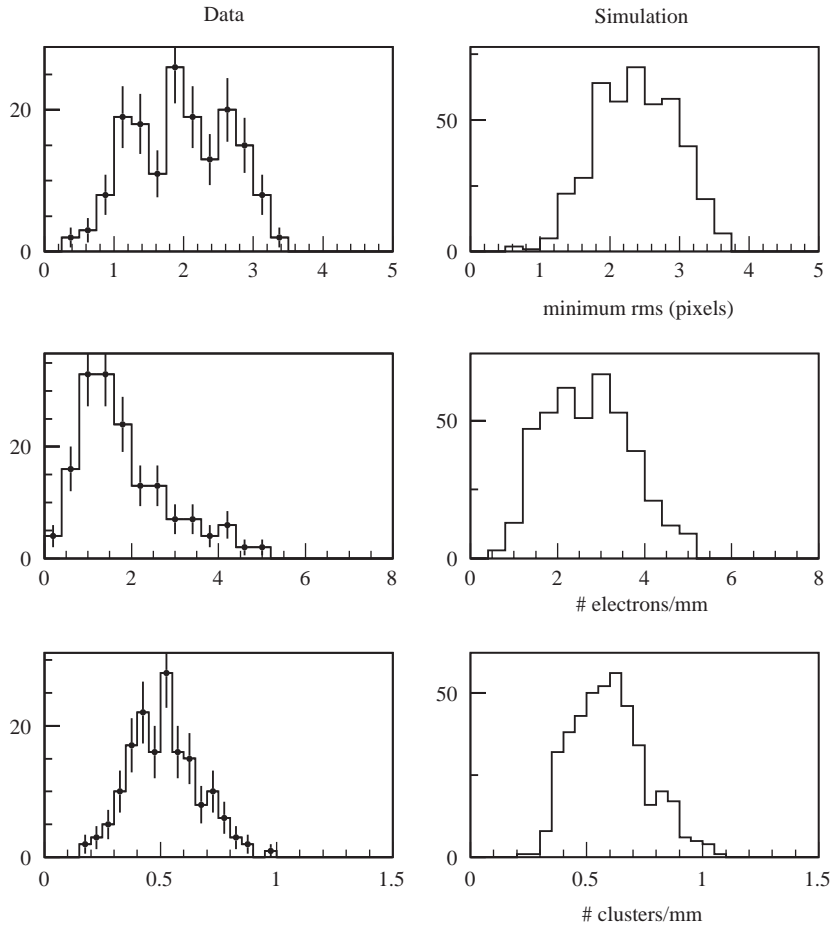 Data Simulation
20 50
0 0
0 1 2 3 4 5 0 1 2 3 4 5
minimum rms (pixels)
20 50
0 0
0 2 4 6 8 0 2 4 6 8
# electrons/mm
20 50
0 0
0 0.5 1 1.5 0 0.5 1 1.5
# clusters/mm